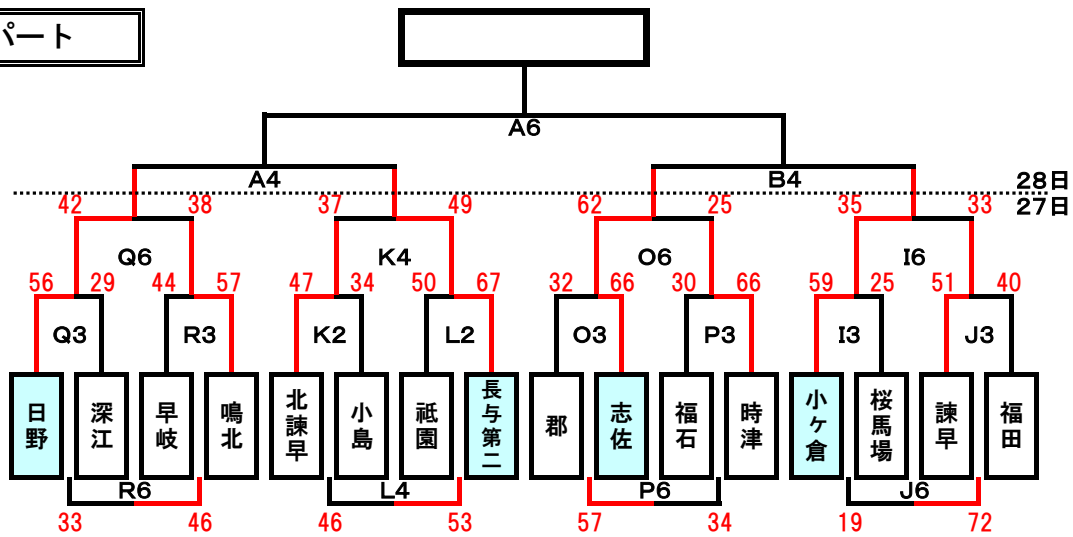 パート
A6
A4 B4 28日
42 38 37 49 62 25 35 33 27日
Q6 K4 O6 I6
56 29 44 57 47 34 50 67 32 66 30 66 59 25 51 40
Q3 R3 K2 L2 O3 P3 I3 J3
日野 深江 早岐 鳴北 北諫早 小島 祇園 長与第二 郡 志佐 福石 時津 小ヶ倉 桜馬場 諫早 福田
R6 L4 P6 J6
33 46 46 53 57 34 19 72